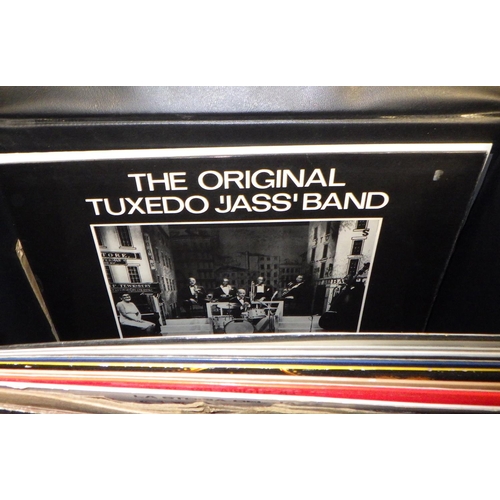 THE ORIGINAL
TUXEDO 'JASS' BAND